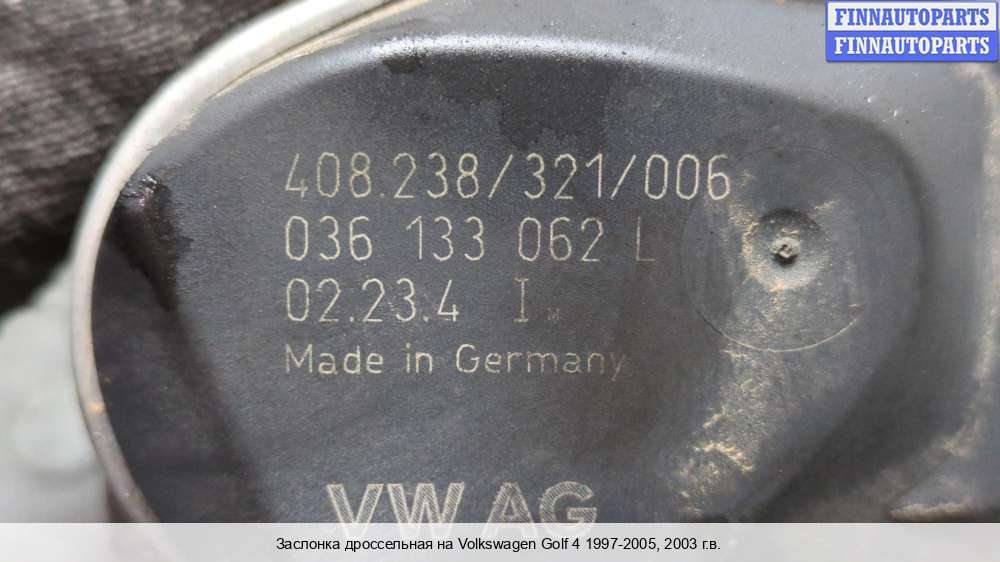 FINNAUTOPARTS
FINNAUTOPARTS
408.238/321/006
036 133 062 L
02.23.4 I M
Made in Germany
VW AG
Заслонка дроссельная на Volkswagen Golf 4 1997-2005, 2003 г.в.